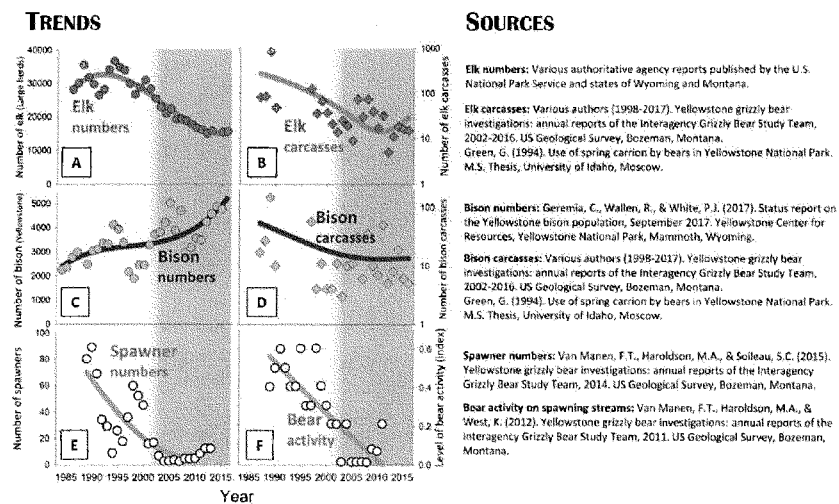 TRENDS
SOURCES
Number of elk (Large herds)
40000
30000
20000
10000
0
Elk
numbers
A
Elk
carcasses
B
1000
100
10
1
Number of elk carcasses
Number of bison (Yellowstone)
5000
4000
3000
2000
1000
0
Bison
numbers
C
Bison
carcasses
D
100
10
1
Number of bison carcasses
Number of spawners
100
80
60
40
20
0
Spawner
numbers
E
Bear
activity
F
0.6
0.4
0.2
0.0
Level of bear activity (index)
1985 1990 1995 2000 2005 2010 2015
1985 1990 1995 2000 2005 2010 2015
Year
Elk numbers: Various authoritative agency reports published by the U.S.
National Park Service and states of Wyoming and Montana.
Elk carcasses: Various authors (1998-2017). Yellowstone grizzly bear
investigations: annual reports of the Interagency Grizzly Bear Study Team,
2002-2016. US Geological Survey, Bozeman, Montana.
Green, G. (1994). Use of spring carrion by bears in Yellowstone National Park.
M.S. Thesis, University of Idaho, Moscow.
Bison numbers: Geremia, C., Wallen, R., & White, P.J. (2017). Status report on
the Yellowstone bison population, September 2017. Yellowstone Center for
Resources, Yellowstone National Park, Mammoth, Wyoming.
Bison carcasses: Various authors (1998-2017). Yellowstone grizzly bear
investigations: annual reports of the Interagency Grizzly Bear Study Team,
2002-2016. US Geological Survey, Bozeman, Montana.
Green, G. (1994). Use of spring carrion by bears in Yellowstone National Park.
M.S. Thesis, University of Idaho, Moscow.
Spawner numbers: Van Manen, F.T., Haroldson, M.A., & Soileau, S.C. (2015).
Yellowstone grizzly bear investigations: annual reports of the Interagency
Grizzly Bear Study Team, 2014. US Geological Survey, Bozeman, Montana.
Bear activity on spawning streams: Van Manen, F.T., Haroldson, M.A., &
West, K. (2012). Yellowstone grizzly bear investigations: annual reports of the
Interagency Grizzly Bear Study Team, 2011. US Geological Survey, Bozeman,
Montana.